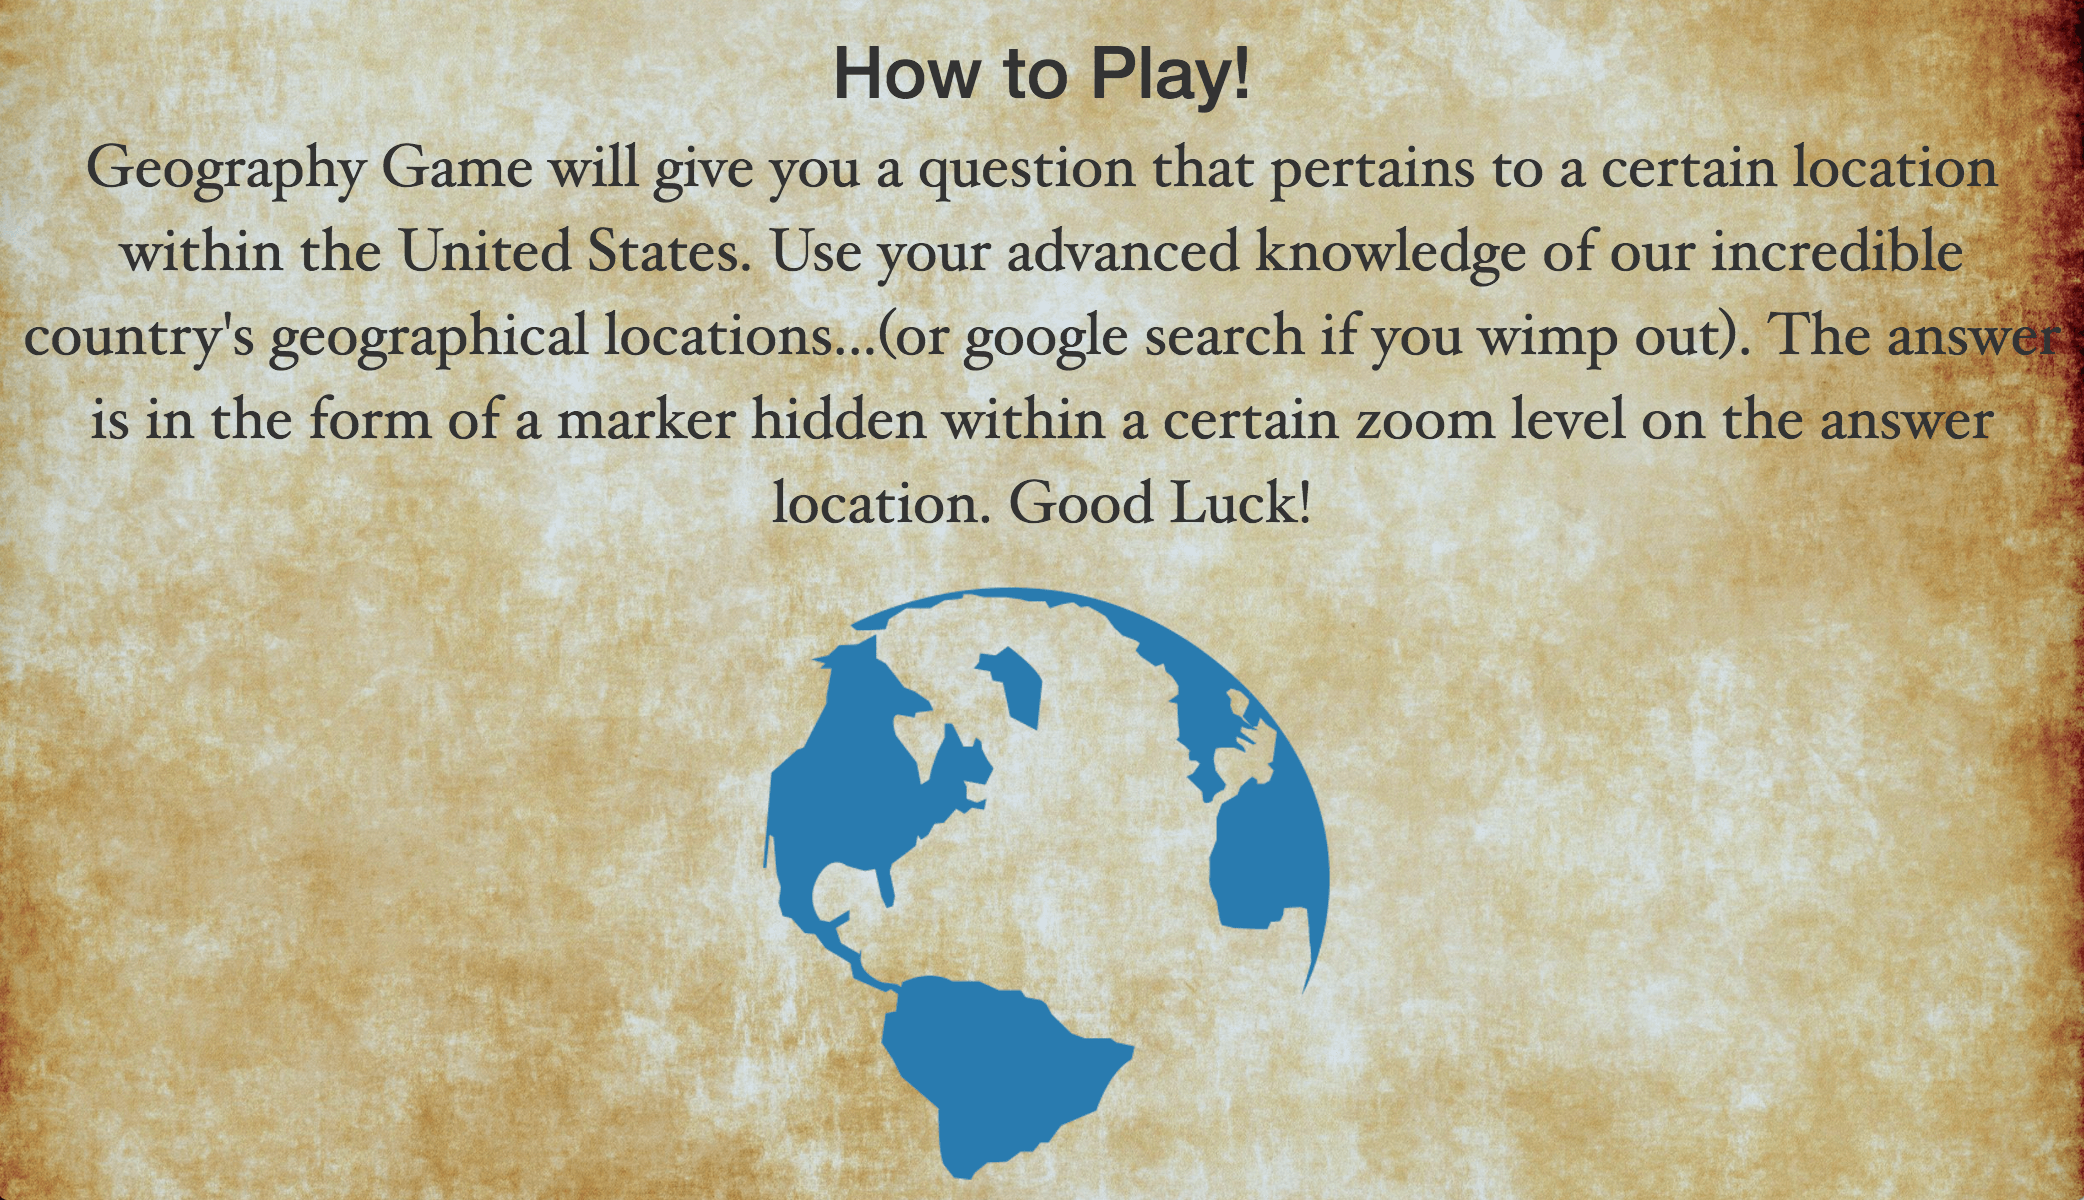 How to Play!
Geography Game will give you a question that pertains to a certain location
within the United States. Use your advanced knowledge of our incredible
country's geographical locations...(or google search if you wimp out). The answer
is in the form of a marker hidden within a certain zoom level on the answer
location. Good Luck!